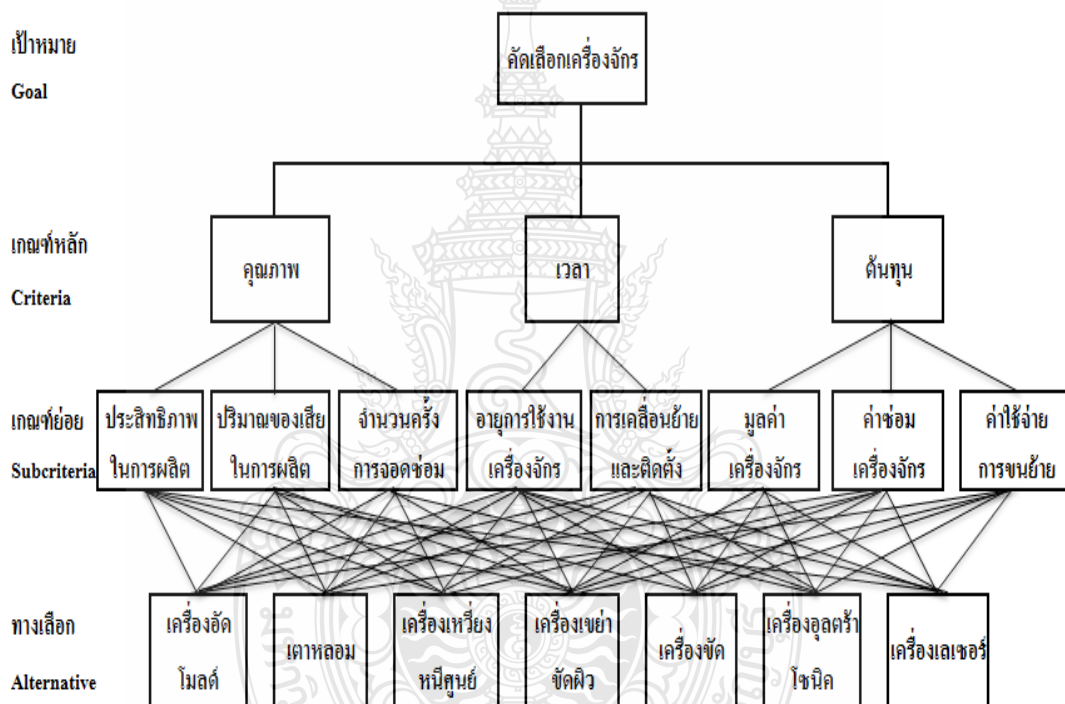 เป้าหมาย
Goal
คัดเลือกเครื่องจักร
เกณฑ์หลัก
Criteria
คุณภาพ
เวลา
ต้นทุน
เกณฑ์ย่อย
Subcriteria
ประสิทธิภาพ
ในการผลิต
ปริมาณของเสีย
ในการผลิต
จำนวนครั้ง
การจอดซ่อม
อายุการใช้งาน
เครื่องจักร
การเคลื่อนย้าย
และติดตั้ง
มูลค่า
เครื่องจักร
ค่าซ่อม
เครื่องจักร
ค่าใช้จ่าย
การขนย้าย
ทางเลือก
Alternative
เครื่องอัด
โมลด์
เตาหลอม
เครื่องเหวี่ยง
หนีศูนย์
เครื่องเขย่า
ขัดผิว
เครื่องขัด
เครื่องอุลตร้า
โซนิค
เครื่องเลเซอร์